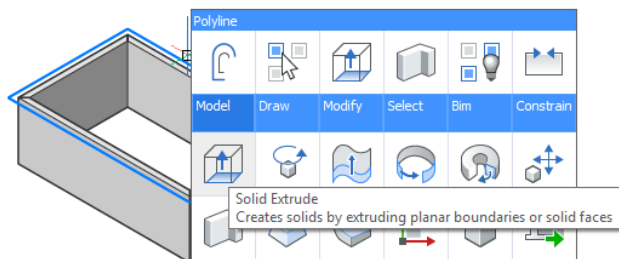 Polyline
Model Draw Modify Select Bim Constrain
Solid Extrude
Creates solids by extruding planar boundaries or solid faces